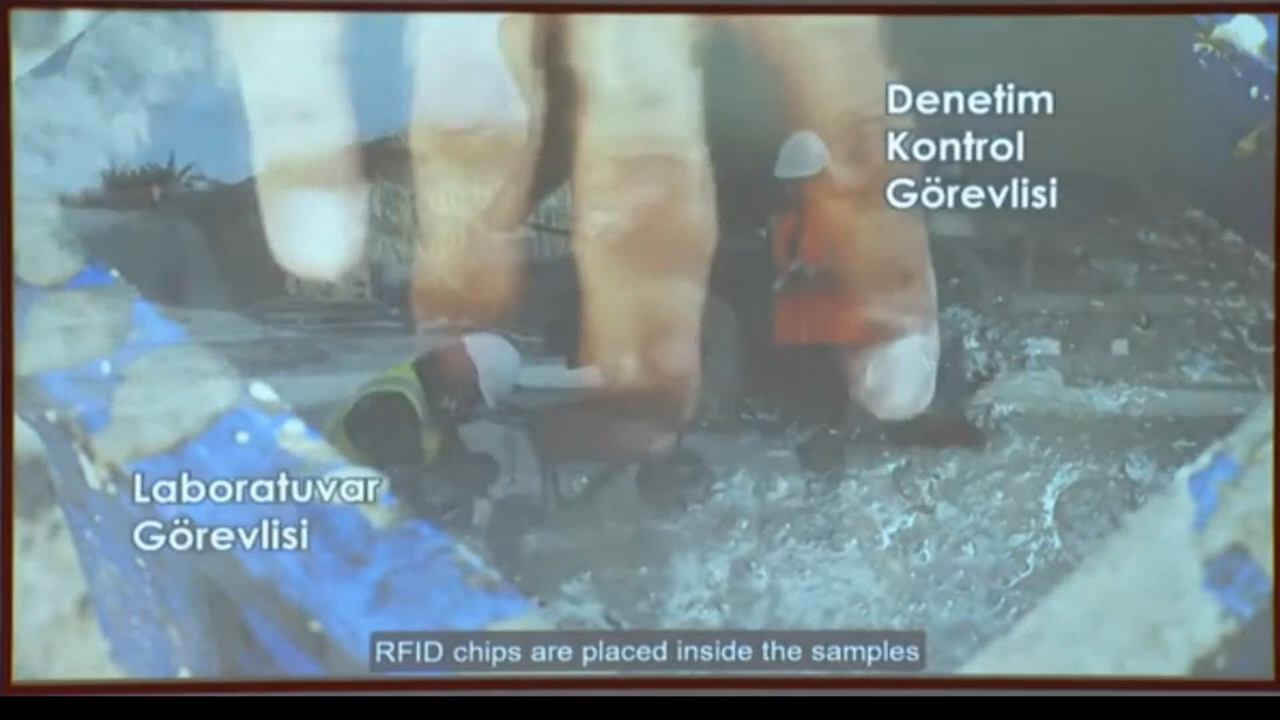 Denetim
Kontrol
Görevlisi
Laboratuvar
Görevlisi
RFID chips are placed inside the samples